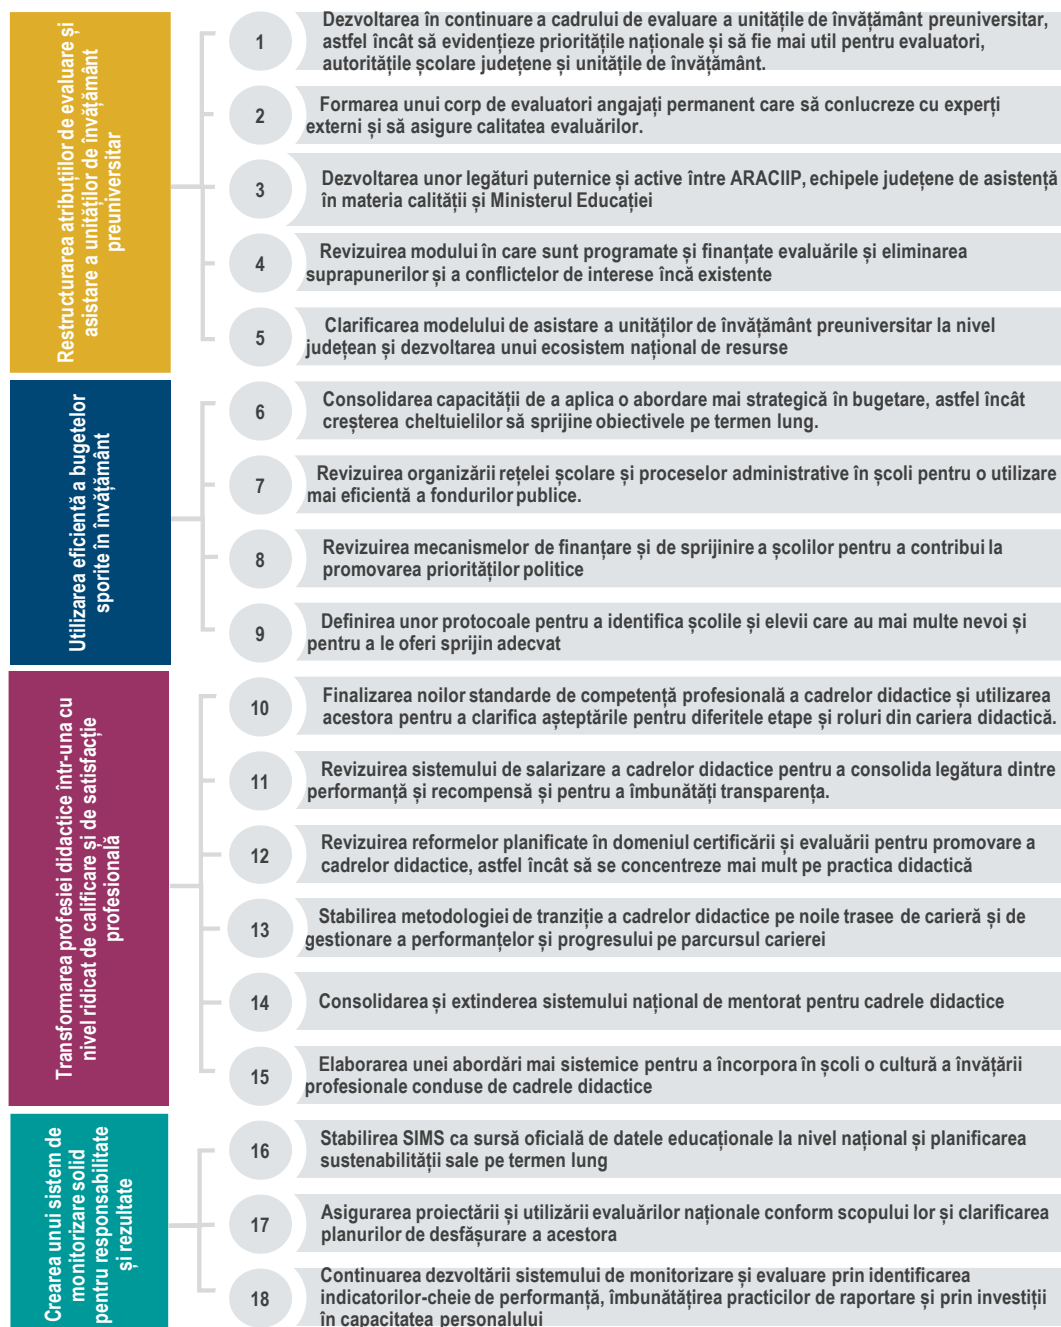 Restructurarea atribuțiilor de evaluare și
asistare a unităților de învățământ
preuniversitar
1
Dezvoltarea în continuare a cadrului de evaluare a unitățile de învățământ preuniversitar,
astfel încât să evidențieze prioritățile naționale și să fie mai util pentru evaluatori,
autoritățile școlare județene și unitățile de învățământ.
2
Formarea unui corp de evaluatori angajați permanent care să conlucreze cu experți
externi și să asigure calitatea evaluărilor.
3
Dezvoltarea unor legături puternice și active între ARACIIP, echipele județene de asistență
în materia calității și Ministerul Educației
4
Revizuirea modului în care sunt programate și finanțate evaluările și eliminarea
suprapunerilor și a conflictelor de interese încă existente
5
Clarificarea modelului de asistare a unităților de învățământ preuniversitar la nivel
județean și dezvoltarea unui ecosistem național de resurse
Utilizarea eficientă a bugetelor
sporite în învățământ
6
Consolidarea capacității de a aplica o abordare mai strategică în bugetare, astfel încât
creșterea cheltuielilor să sprijine obiectivele pe termen lung.
7
Revizuirea organizării rețelei școlare și proceselor administrative în școli pentru o utilizare
mai eficientă a fondurilor publice.
8
Revizuirea mecanismelor de finanțare și de sprijinire a școlilor pentru a contribui la
promovarea priorităților politice
9
Definirea unor protocoale pentru a identifica școlile și elevii care au mai multe nevoi și
pentru a le oferi sprijin adecvat
Transformarea profesiei didactice într-una cu
nivel ridicat de calificare și de satisfacție
profesională
10
Finalizarea noilor standarde de competență profesională a cadrelor didactice și utilizarea
acestora pentru a clarifica așteptările pentru diferitele etape și roluri din cariera didactică.
11
Revizuirea sistemului de salarizare a cadrelor didactice pentru a consolida legătura dintre
performanță și recompensă și pentru a îmbunătăți transparența.
12
Revizuirea reformelor planificate în domeniul certificării și evaluării pentru promovare a
cadrelor didactice, astfel încât să se concentreze mai mult pe practica didactică
13
Stabilirea metodologiei de tranziție a cadrelor didactice pe noile trasee de carieră și de
gestionare a performanțelor și progresului pe parcursul carierei
14
Consolidarea și extinderea sistemului național de mentorat pentru cadrele didactice
15
Elaborarea unei abordări mai sistemice pentru a încorpora în școli o cultură a învățării
profesionale conduse de cadrele didactice
Crearea unui sistem de
monitorizare solid
pentru responsabilitate
și rezultate
16
Stabilirea SIMS ca sursă oficială de datele educaționale la nivel național și planificarea
sustenabilității sale pe termen lung
17
Asigurarea proiectării și utilizării evaluărilor naționale conform scopului lor și clarificarea
planurilor de desfășurare a acestora
18
Continuarea dezvoltării sistemului de monitorizare și evaluare prin identificarea
indicatorilor-cheie de performanță, îmbunătățirea practicilor de raportare și prin investiții
în capacitatea personalului